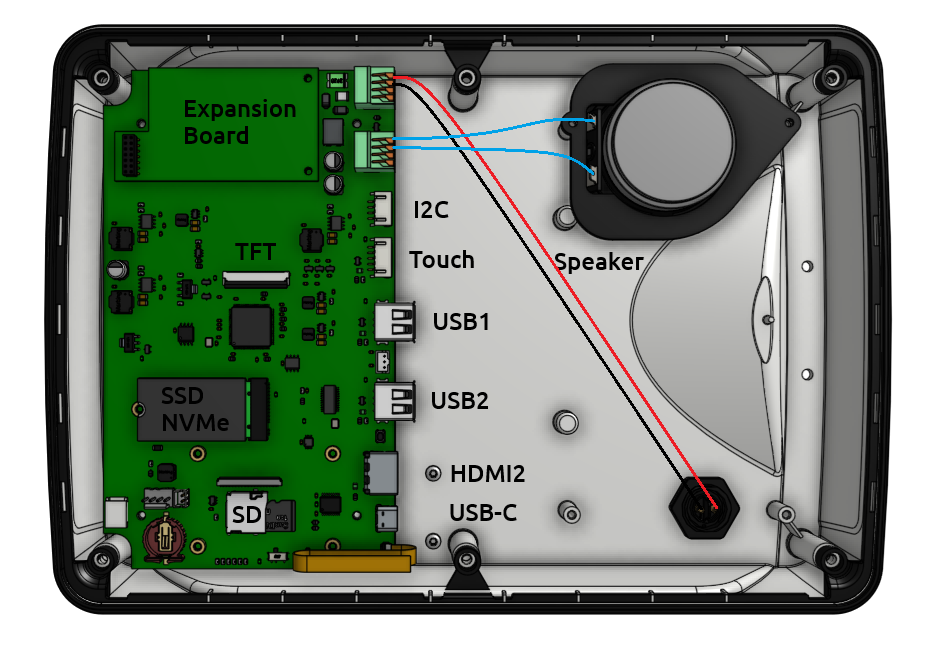 Expansion
Board
I2C
TFT
Touch
Speaker
USB1
SSD
NVMe
USB2
HDMI2
SD
USB-C